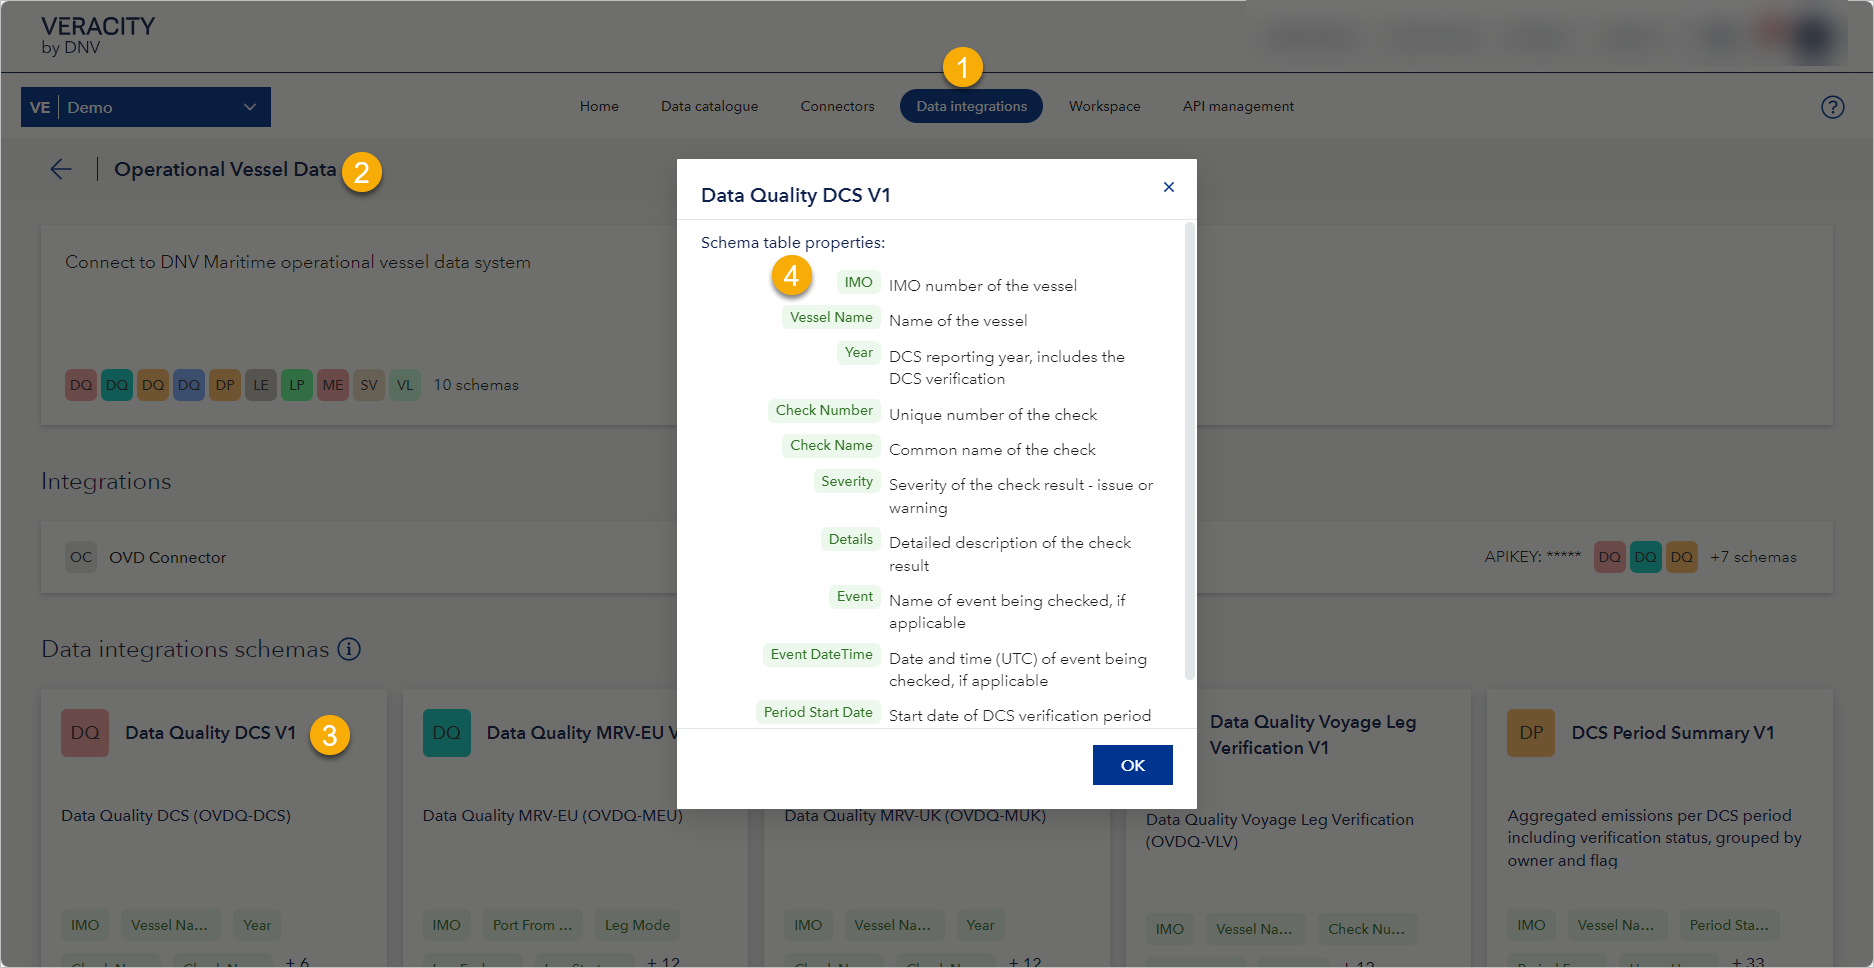 VERACITY
by DNV
1
VE Demo
Home Data catalogue Connectors Data integrations Workspace API management
?
Operational Vessel Data 2
Connect to DNV Maritime operational vessel data system
DQ DQ DQ DQ DP LE LP ME SV VL 10 schemas
Integrations
OC OVD Connector
APIKEY: ***** DQ DQ DQ +7 schemas
Data integrations schemas i
Data Quality DCS V1 ×
Schema table properties:
4
IMO IMO number of the vessel
Vessel Name Name of the vessel
Year DCS reporting year, includes the
DCS verification
Check Number Unique number of the check
Check Name Common name of the check
Severity Severity of the check result - issue or
warning
Details Detailed description of the check
result
Event Name of event being checked, if
applicable
Event DateTime Date and time (UTC) of event being
checked, if applicable
Period Start Date Start date of DCS verification period
OK
DQ Data Quality DCS V1 3
Data Quality DCS (OVDQ-DCS)
IMO Vessel Na... Year
+ 6
DQ Data Quality MRV-EU V
Data Quality MRV-EU (OVDQ-MEU)
IMO Port From ... Leg Mode
+ 12
Data Quality MRV-UK (OVDQ-MUK)
IMO Vessel Na... Year
+ 12
Data Quality Voyage Leg
Verification V1
Data Quality Voyage Leg Verification
(OVDQ-VLV)
IMO Vessel Na... Check Nu...
+ 13
DP DCS Period Summary V1
Aggregated emissions per DCS period
including verification status, grouped by
owner and flag
IMO Vessel Na... Period Sta...
+ 33